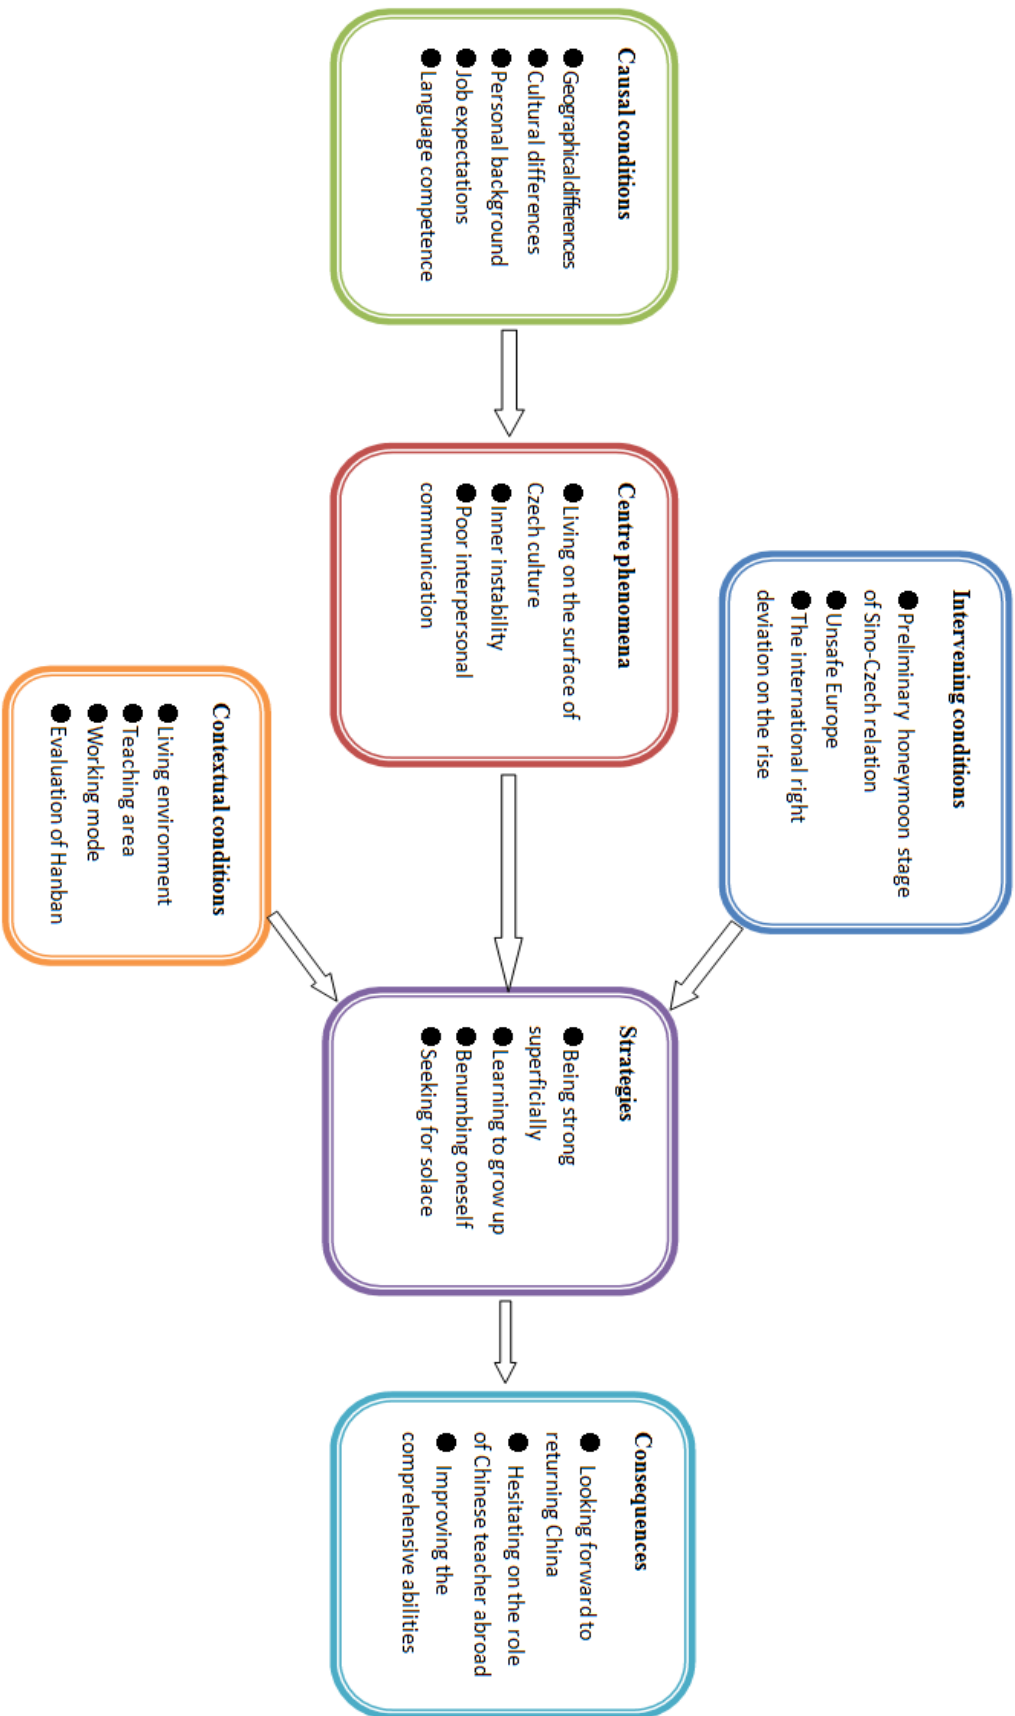 Causal conditions
● Geographical differences
● Cultural differences
● Personal background
● Job expectations
● Language competence
Centre phenomena
● Living on the surface of
Czech culture
● Inner instability
● Poor interpersonal
communication
Intervening conditions
● Preliminary honeymoon stage
of Sino-Czech relation
● Unsafe Europe
● The international right
deviation on the rise
Contextual conditions
● Living environment
● Teaching area
● Working mode
● Evaluation of Hanban
Strategies
● Being strong
superficially
● Learning to grow up
● Benumbing oneself
● Seeking for solace
Consequences
● Looking forward to
returning China
● Hesitating on the role
of Chinese teacher abroad
● Improving the
comprehensive abilities